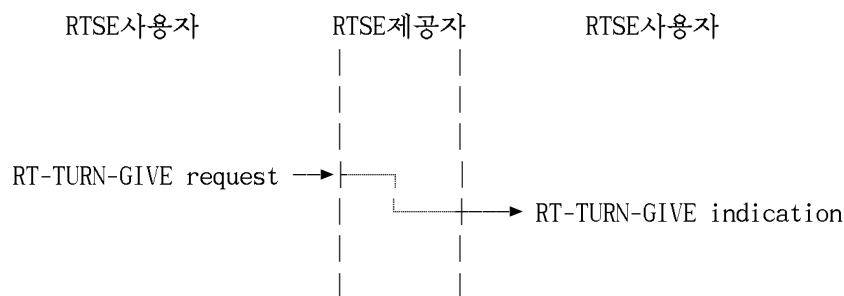 RTSE사용자 RTSE제공자 RTSE사용자
RT-TURN-GIVE request
RT-TURN-GIVE indication